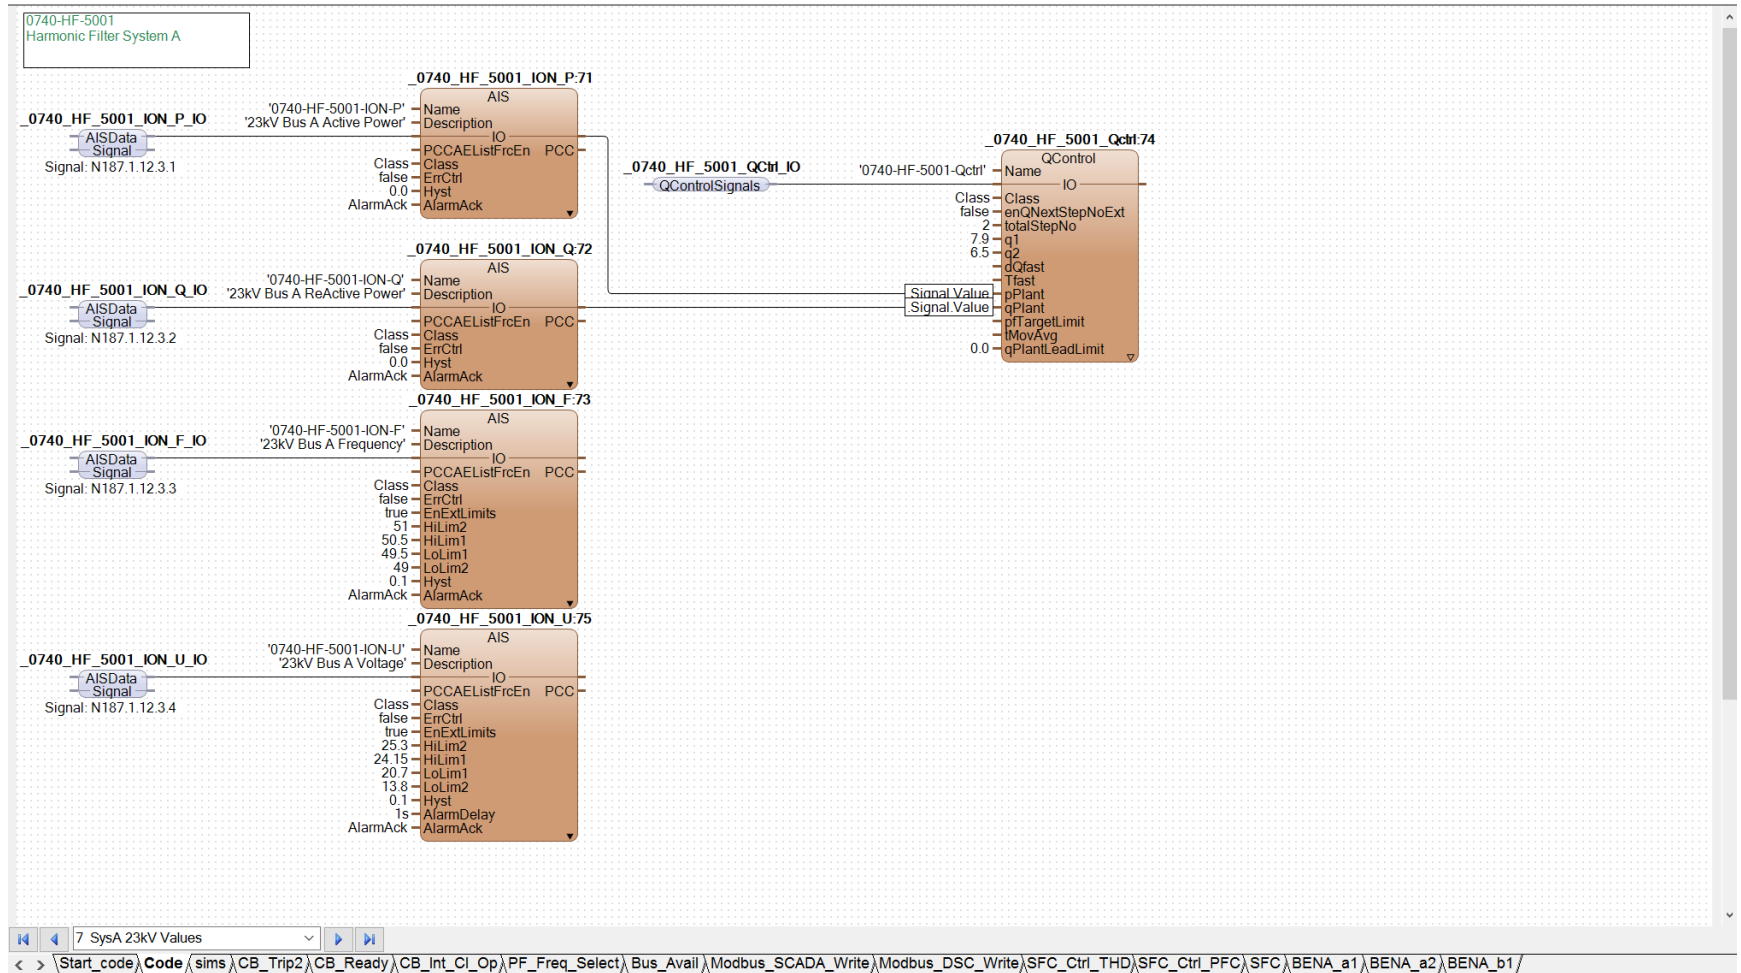 0740-HF-5001
Harmonic Filter System A
_0740_HF_5001_ION_P:71
AIS
_0740_HF_5001_ION_P_IO
AISData
Signal
Signal: N187.1.12.3.1
'0740-HF-5001-ION-P' Name
'23kV Bus A Active Power' Description
IO
PCCAEListFrcEn PCC
Class Class
false ErrCtrl
0.0 Hyst
AlarmAck AlarmAck
_0740_HF_5001_ION_Q:72
AIS
_0740_HF_5001_ION_Q_IO
AISData
Signal
Signal: N187.1.12.3.2
'0740-HF-5001-ION-Q' Name
'23kV Bus A ReActive Power' Description
IO
PCCAEListFrcEn PCC
Class Class
false ErrCtrl
0.0 Hyst
AlarmAck AlarmAck
_0740_HF_5001_ION_F:73
AIS
_0740_HF_5001_ION_F_IO
AISData
Signal
Signal: N187.1.12.3.3
'0740-HF-5001-ION-F' Name
'23kV Bus A Frequency' Description
IO
PCCAEListFrcEn PCC
Class Class
false ErrCtrl
true EnExtLimits
51 HiLim2
50.5 HiLim1
49.5 LoLim1
49 LoLim2
0.1 Hyst
AlarmAck AlarmAck
_0740_HF_5001_ION_U:75
AIS
_0740_HF_5001_ION_U_IO
AISData
Signal
Signal: N187.1.12.3.4
'0740-HF-5001-ION-U' Name
'23kV Bus A Voltage' Description
IO
PCCAEListFrcEn PCC
Class Class
false ErrCtrl
true EnExtLimits
25.3 HiLim2
24.15 HiLim1
20.7 LoLim1
13.8 LoLim2
0.1 Hyst
1s AlarmDelay
AlarmAck AlarmAck
_0740_HF_5001_QCtrl_IO
QControlSignals
_0740_HF_5001_Qctrl:74
QControl
'0740-HF-5001-Qctrl' Name
IO
Class Class
false enQNextStepNoExt
2 totalStepNo
7.9 q1
6.5 q2
dQfast
Tfast
.Signal.Value pPlant
.Signal.Value qPlant
pfTargetLimit
tMovAvg
0.0 qPlantLeadLimit
7 SysA 23kV Values
Start_code Code sims CB_Trip2 CB_Ready CB_Int_Cl_Op PF_Freq_Select Bus_Avail Modbus_SCADA_Write Modbus_DSC_Write SFC_Ctrl_THD SFC_Ctrl_PFC SFC BENA_a1 BENA_a2 BENA_b1